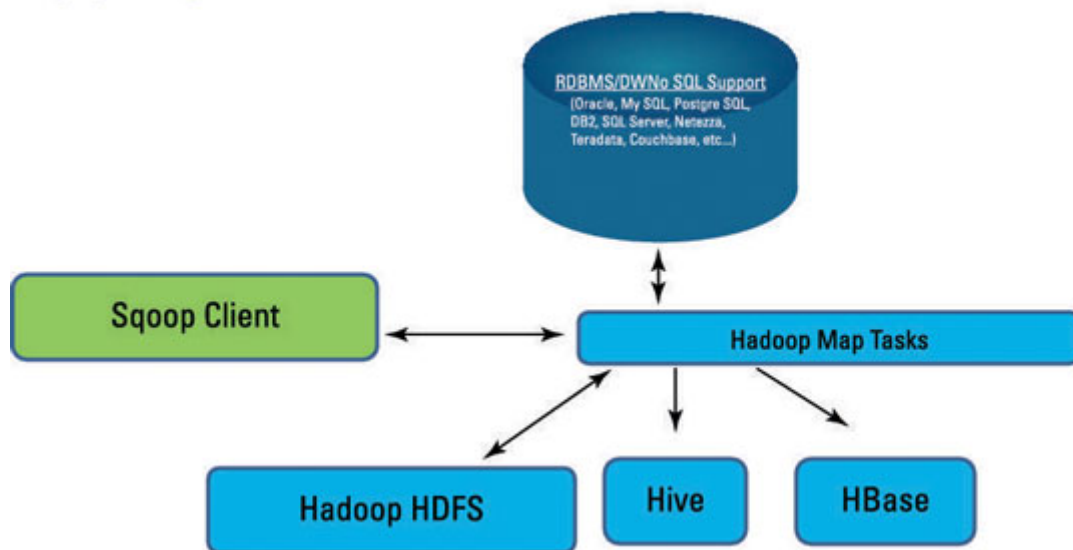 RDBMS/DWNo SQL Support
(Oracle, My SQL, Postgre SQL,
DB2, SQL Server, Netezza,
Teradata, Couchbase, etc...)
Sqoop Client
Hadoop Map Tasks
Hadoop HDFS
Hive
HBase